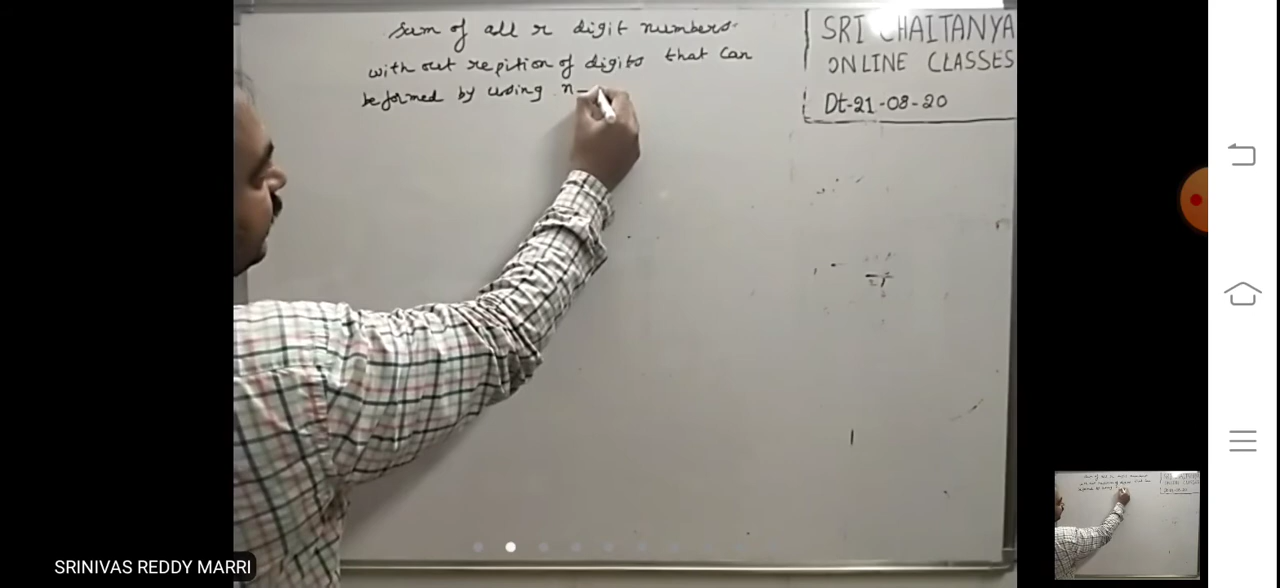 Sum of all r digit numbers
with out repition of digits that can
be formed by using n-
SRI CHAITANYA
ONLINE CLASSES
Dt-21-08-20
SRINIVAS REDDY MARRI